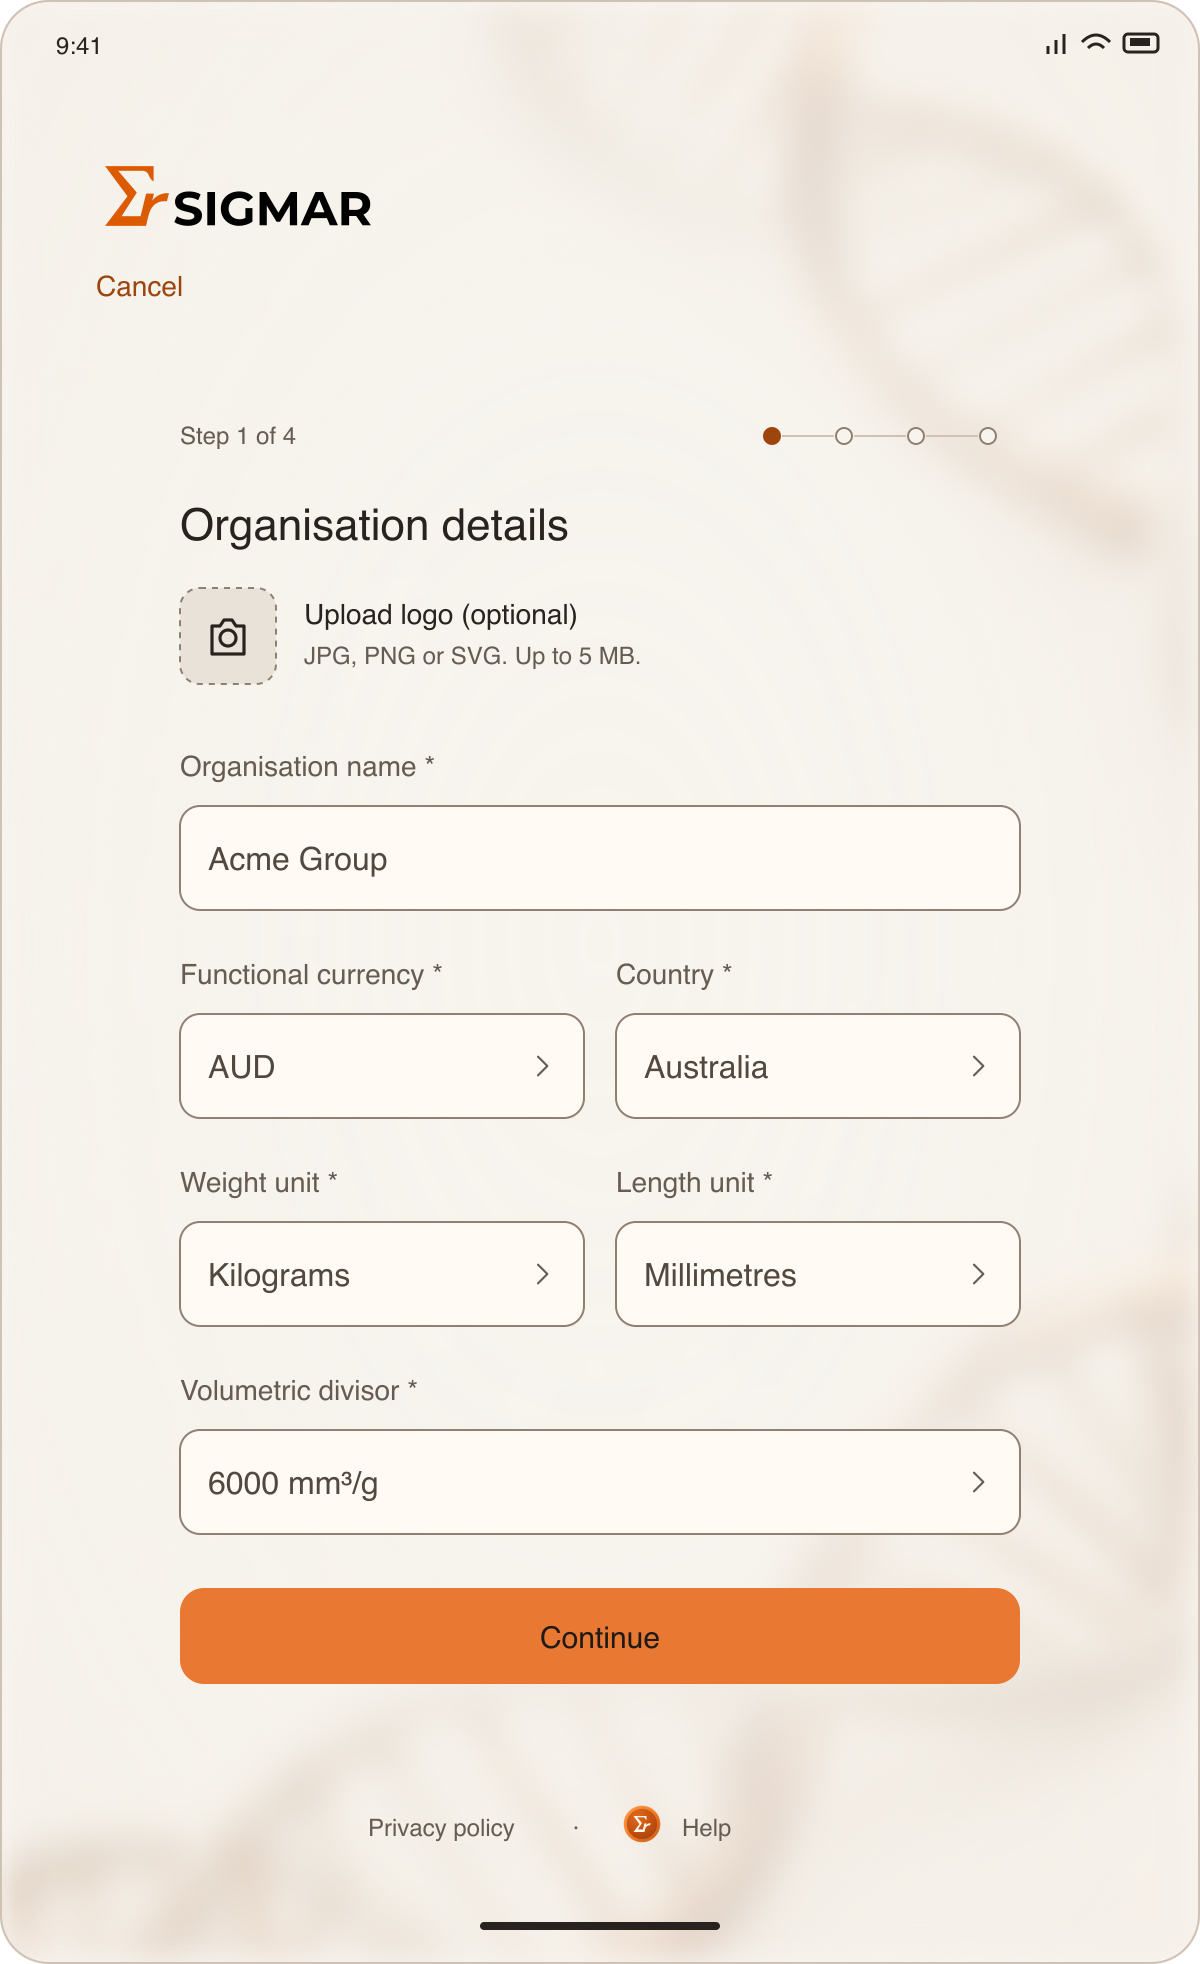 9:41
Σr SIGMAR
Cancel
Step 1 of 4
Organisation details
Upload logo (optional)
JPG, PNG or SVG. Up to 5 MB.
Organisation name *
Acme Group
Functional currency *
Country *
AUD
Australia
Weight unit *
Length unit *
Kilograms
Millimetres
Volumetric divisor *
6000 mm³/g
Continue
Privacy policy · Σr Help